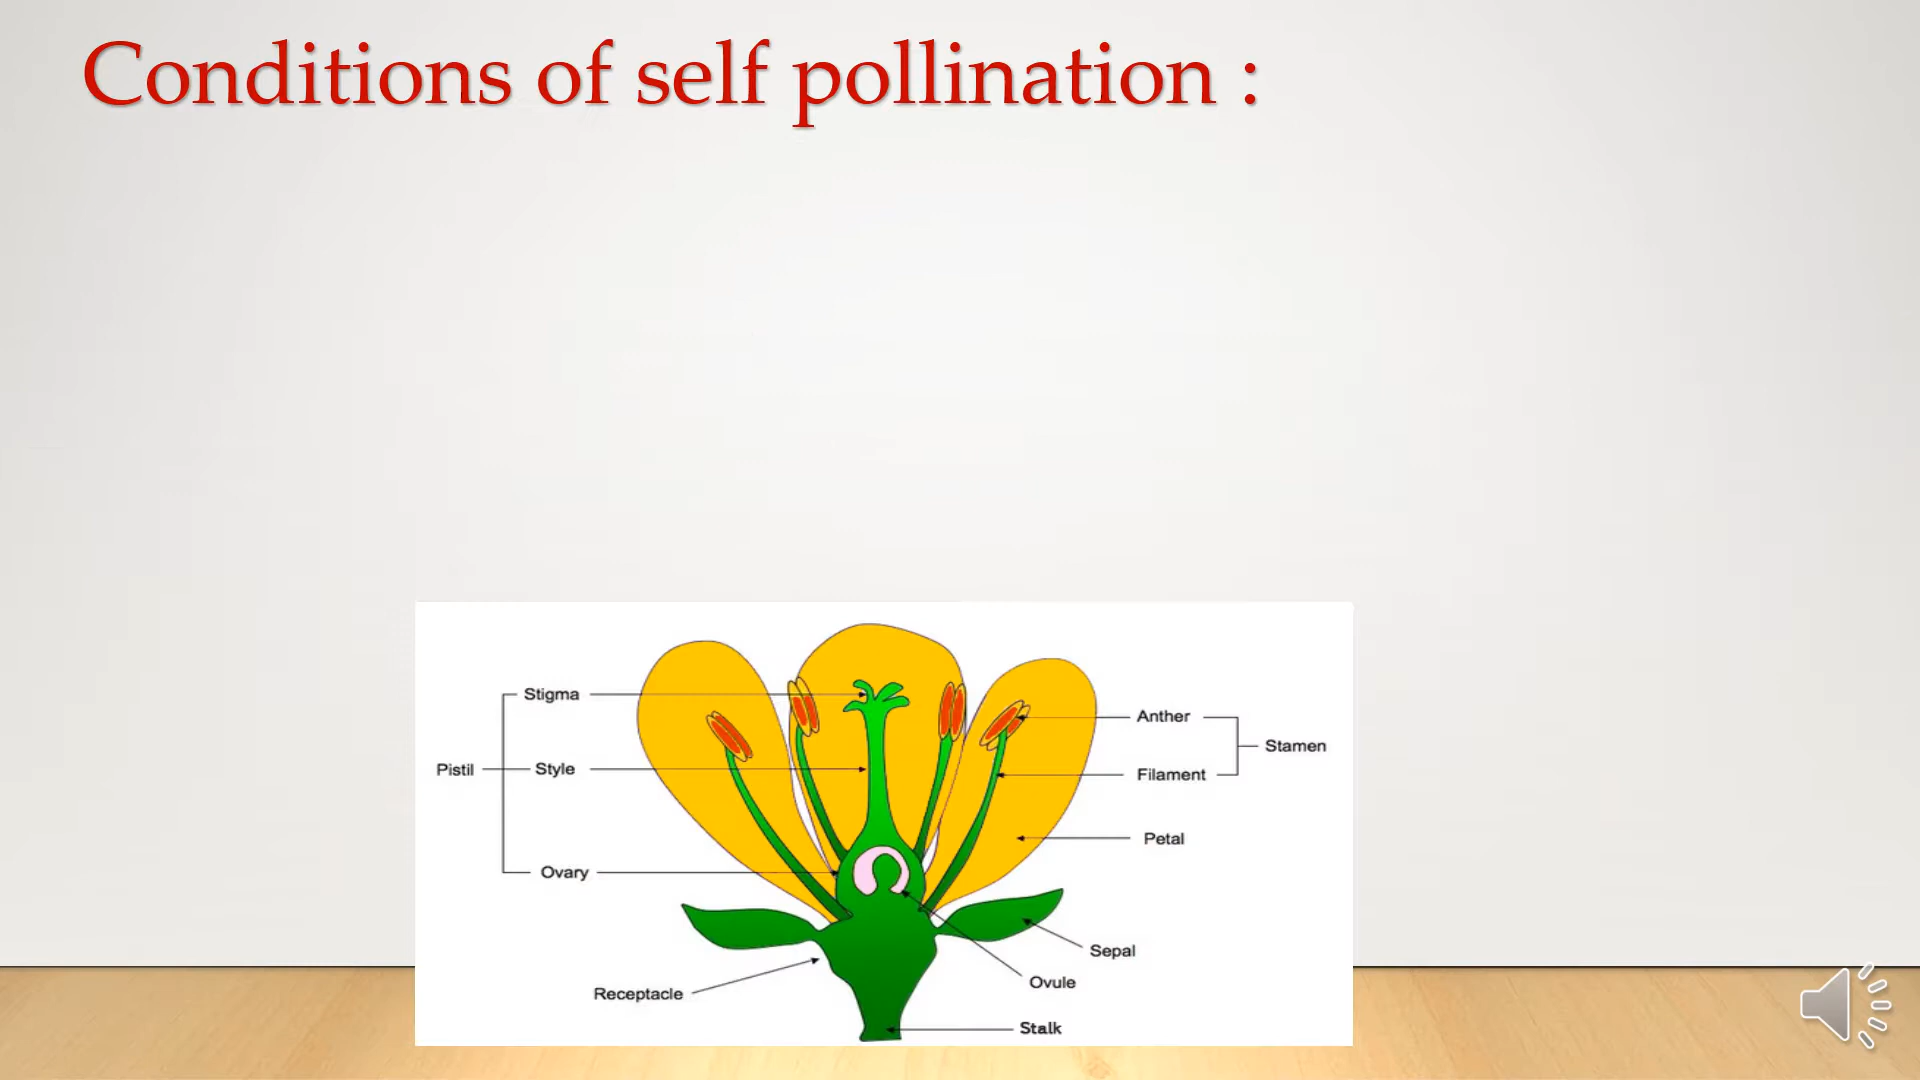 Conditions of self pollination :
Stigma
Anther
Stamen
Pistil
Style
Filament
Petal
Ovary
Sepal
Ovule
Receptacle
Stalk